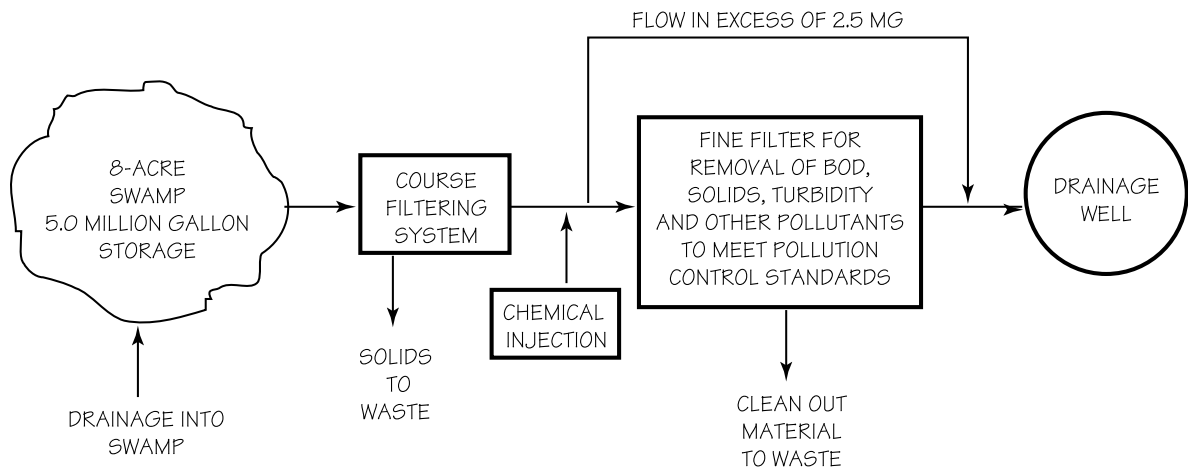 FLOW IN EXCESS OF 2.5 MG
8-ACRE
SWAMP
5.0 MILLION GALLON
STORAGE
COURSE
FILTERING
SYSTEM
FINE FILTER FOR
REMOVAL OF BOD,
SOLIDS, TURBIDITY
AND OTHER POLLUTANTS
TO MEET POLLUTION
CONTROL STANDARDS
DRAINAGE
WELL
CHEMICAL
INJECTION
SOLIDS
TO
WASTE
DRAINAGE INTO
SWAMP
CLEAN OUT
MATERIAL
TO WASTE